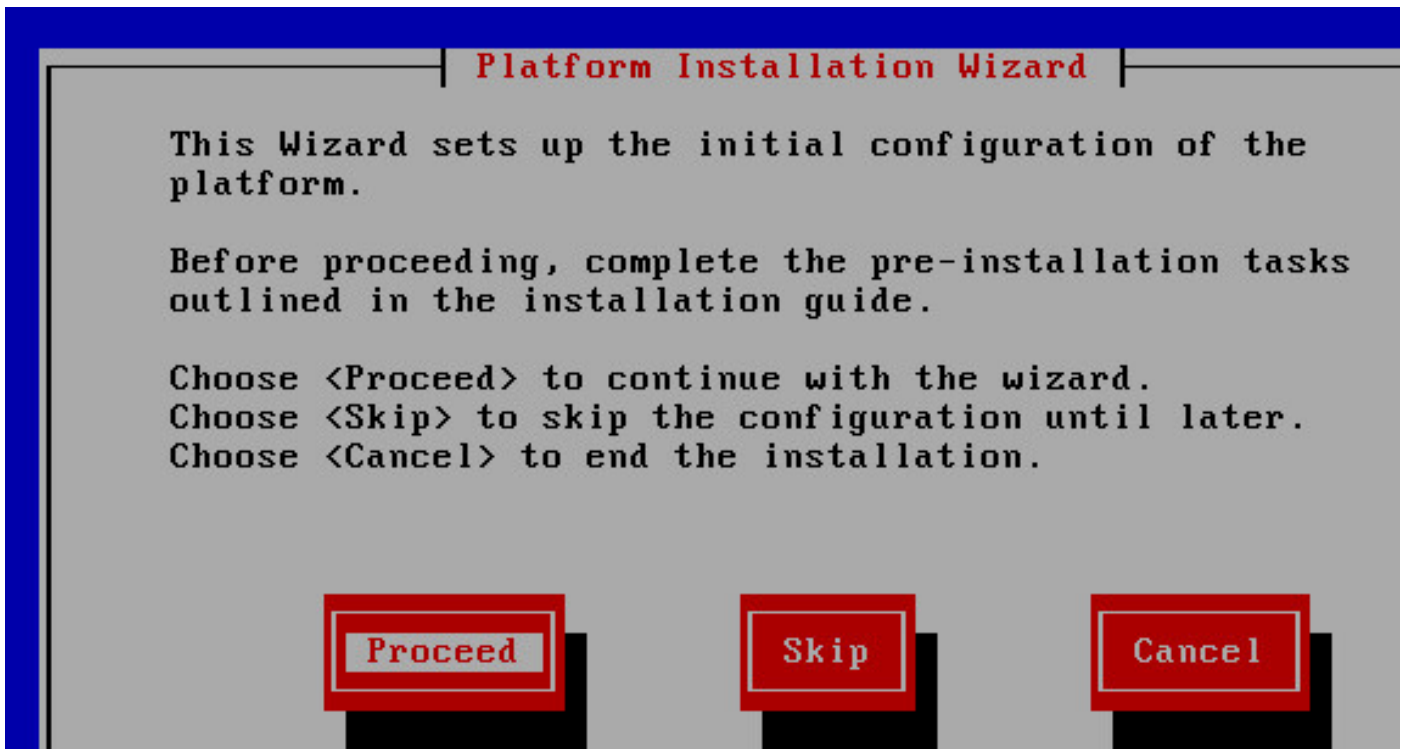 Platform Installation Wizard
This Wizard sets up the initial configuration of the
platform.
Before proceeding, complete the pre-installation tasks
outlined in the installation guide.
Choose <Proceed> to continue with the wizard.
Choose <Skip> to skip the configuration until later.
Choose <Cancel> to end the installation.
Proceed Skip Cancel